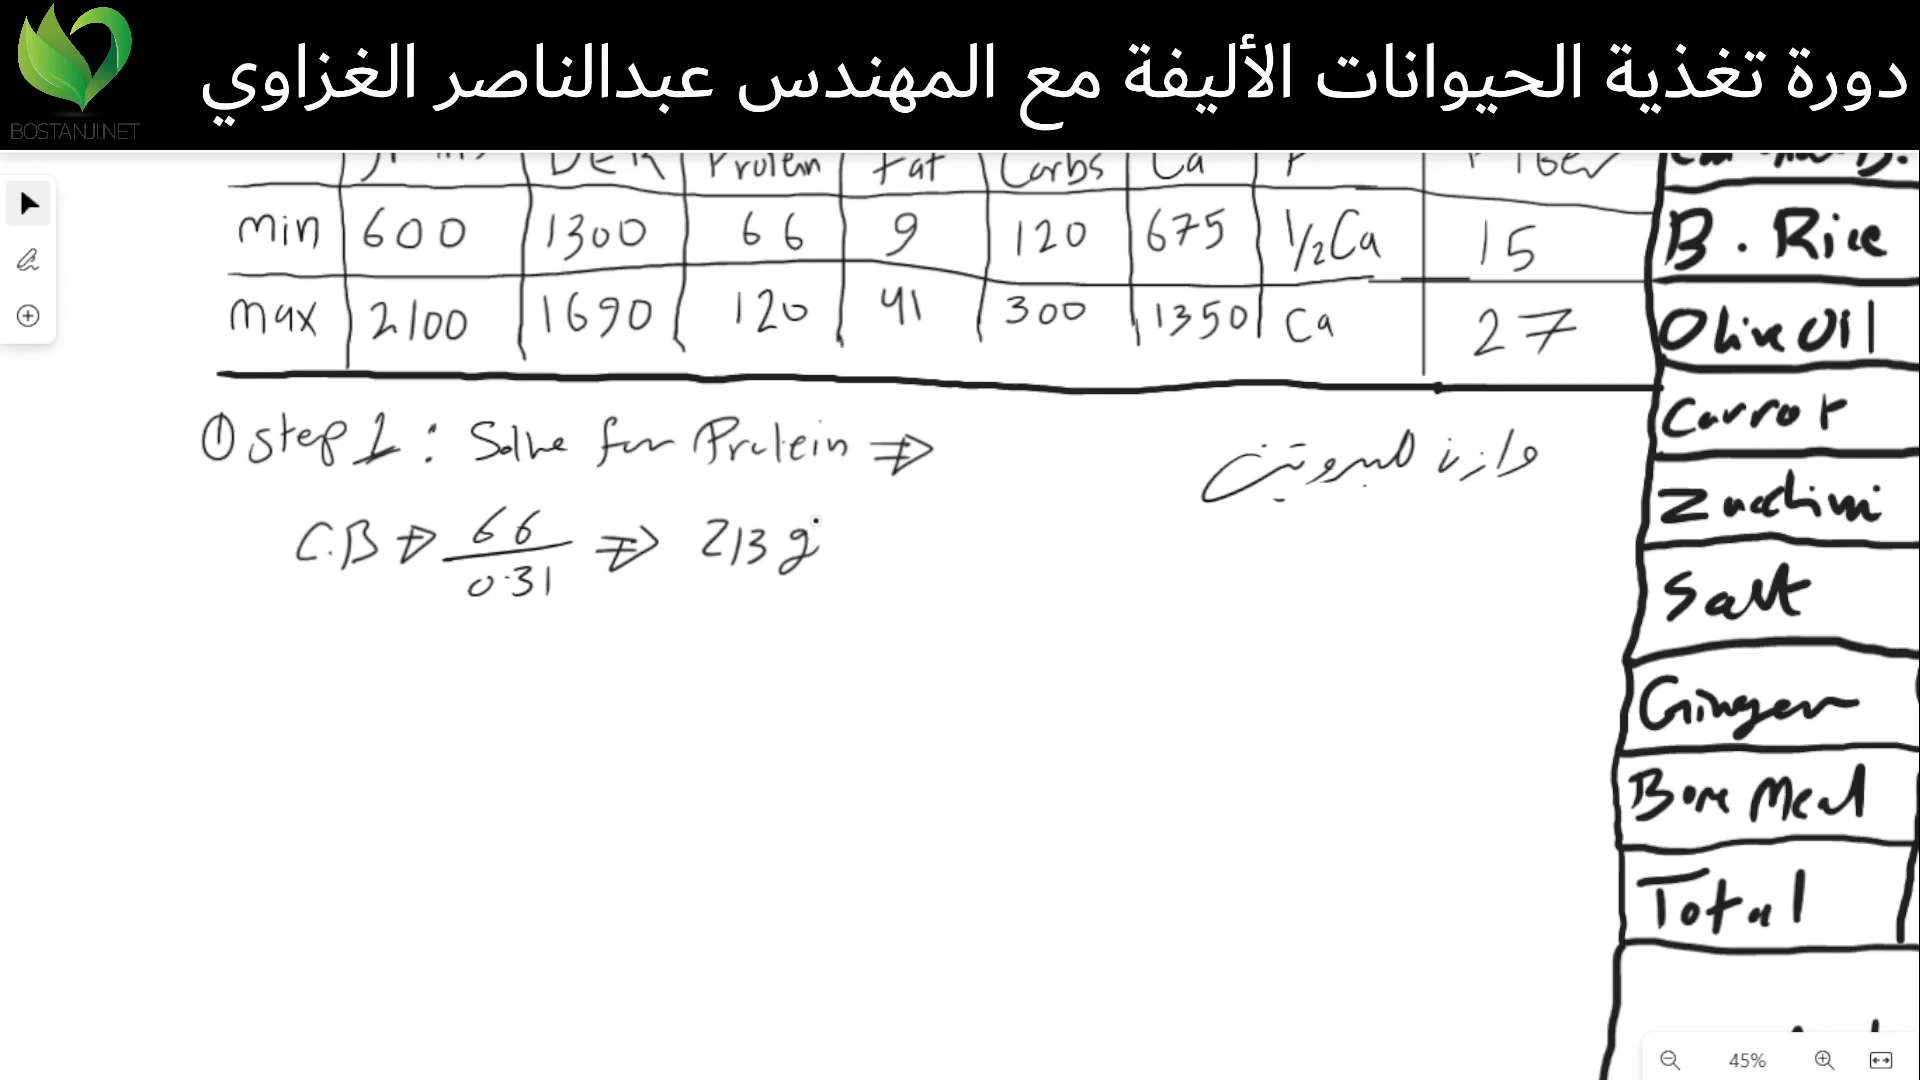 دورة تغذية الحيوانات الأليفة مع المهندس عبدالناصر الغزاوي
BOSTANJI.NET
DER Protein Fat Carbs Ca P Fiber
min 600 1300 66 9 120 675 1/2Ca 15
max 2100 1690 120 41 300 1350 Ca 27
① Step 1 : Solve for Protein ⇒ وازن البروتين
C.B ⇒ 66/0.31 ⇒ 213 g
B. Rice
Olive Oil
Carrot
Zucchini
Salt
Ginger
Bone Meal
Total
45%